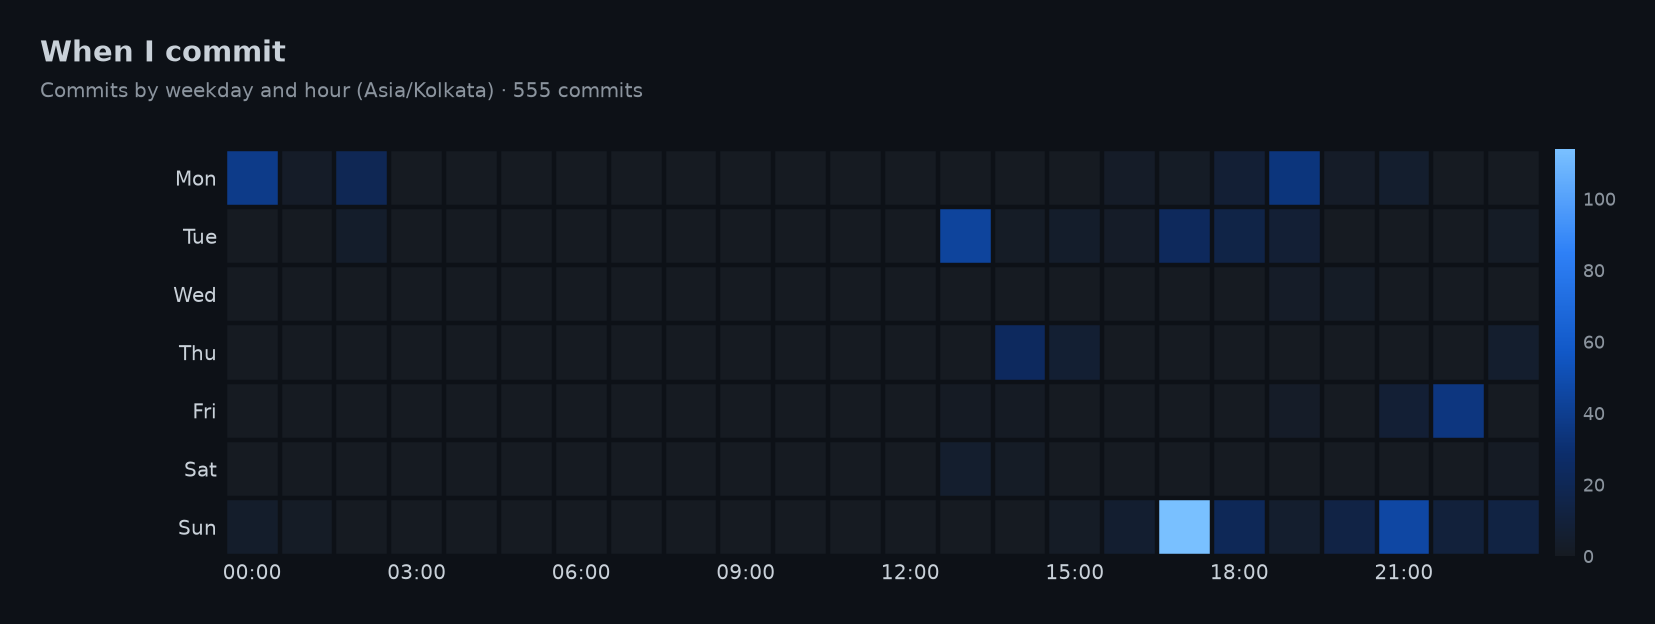 When I commit
Commits by weekday and hour (Asia/Kolkata) · 555 commits
Mon
Tue
Wed
Thu
Fri
Sat
Sun
00:00 03:00 06:00 09:00 12:00 15:00 18:00 21:00
100
80
60
40
20
0